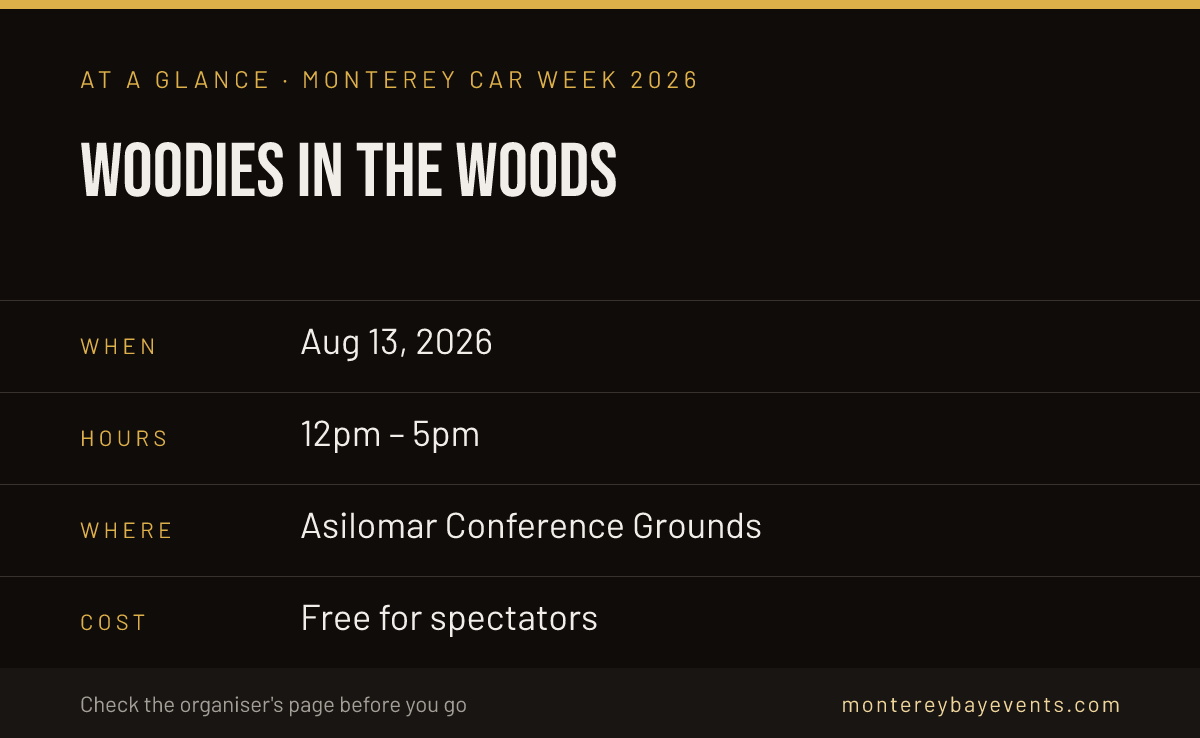 AT A GLANCE · MONTEREY CAR WEEK 2026
WOODIES IN THE WOODS
WHEN Aug 13, 2026
HOURS 12pm – 5pm
WHERE Asilomar Conference Grounds
COST Free for spectators
Check the organiser's page before you go montereybayevents.com